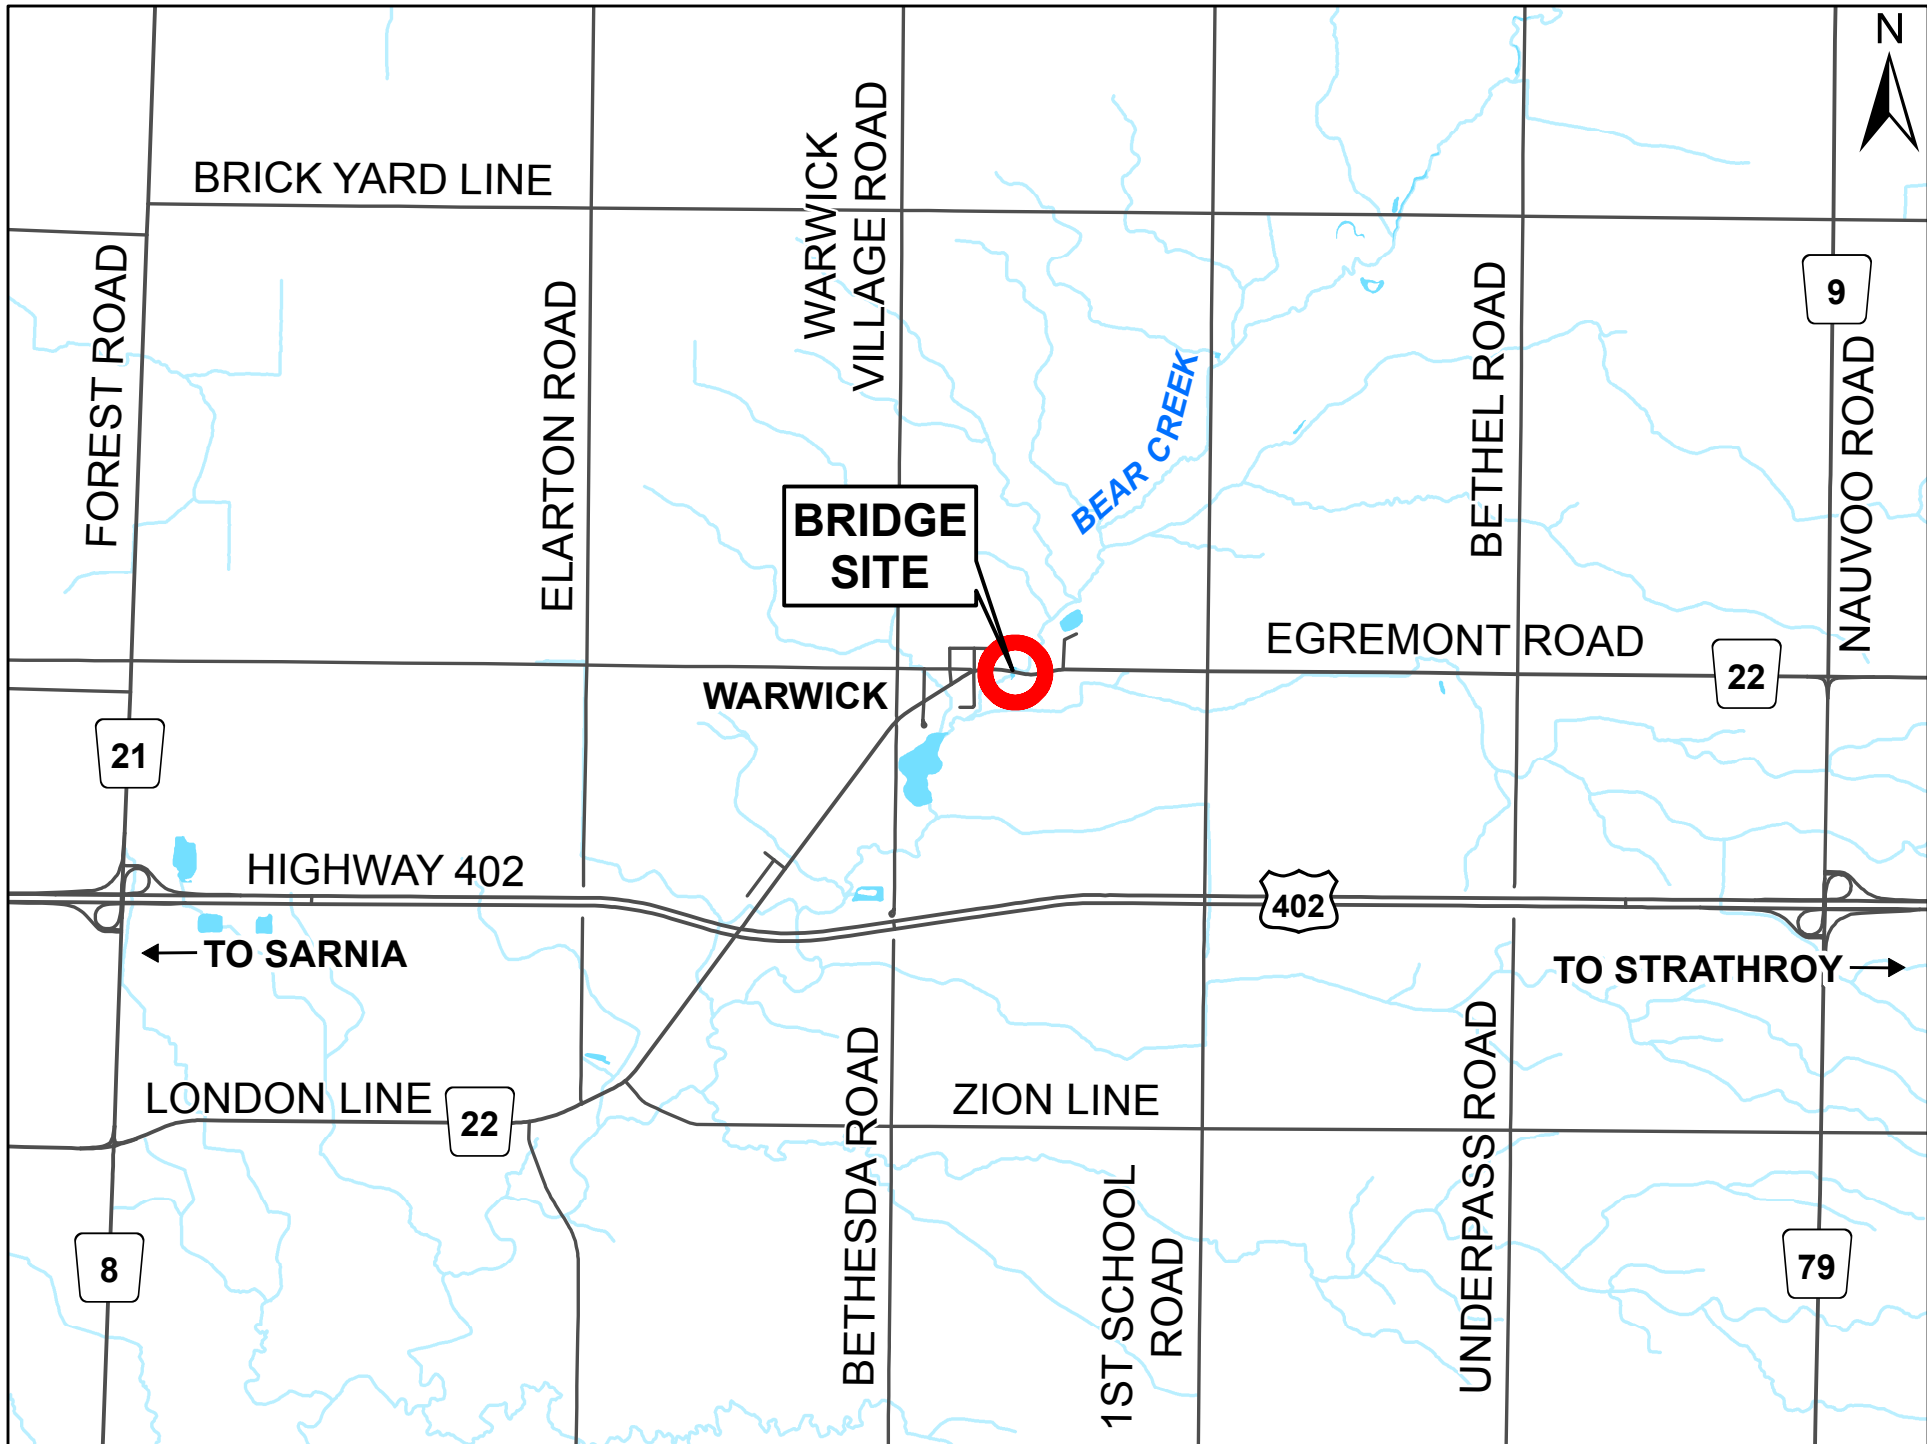 N
BRICK YARD LINE
WARWICK
VILLAGE ROAD
FOREST ROAD
ELARTON ROAD
BEAR CREEK
BETHEL ROAD
9
NAUVOO ROAD
BRIDGE
SITE
EGREMONT ROAD
22
WARWICK
21
HIGHWAY 402
402
TO SARNIA
TO STRATHROY
LONDON LINE
22
BETHESDA ROAD
ZION LINE
1ST SCHOOL
ROAD
UNDERPASS ROAD
8
79